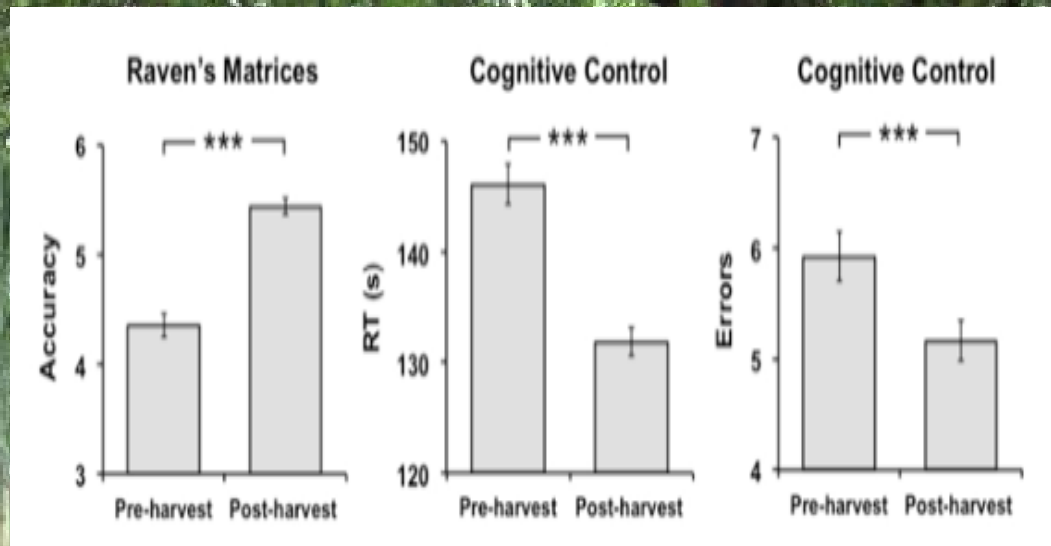 Raven's Matrices
***
Accuracy
6
5
4
3
Pre-harvest Post-harvest
Cognitive Control
***
RT (s)
150
140
130
120
Pre-harvest Post-harvest
Cognitive Control
***
Errors
7
6
5
4
Pre-harvest Post-harvest